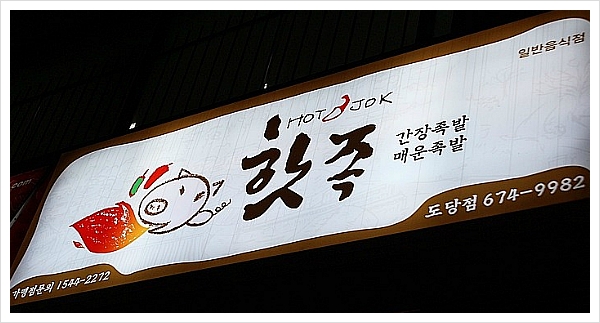 일반음식점
HOT JOK
핫족
간장족발
매운족발
도당점 674-9982
가맹점문의 1544-2272
.com